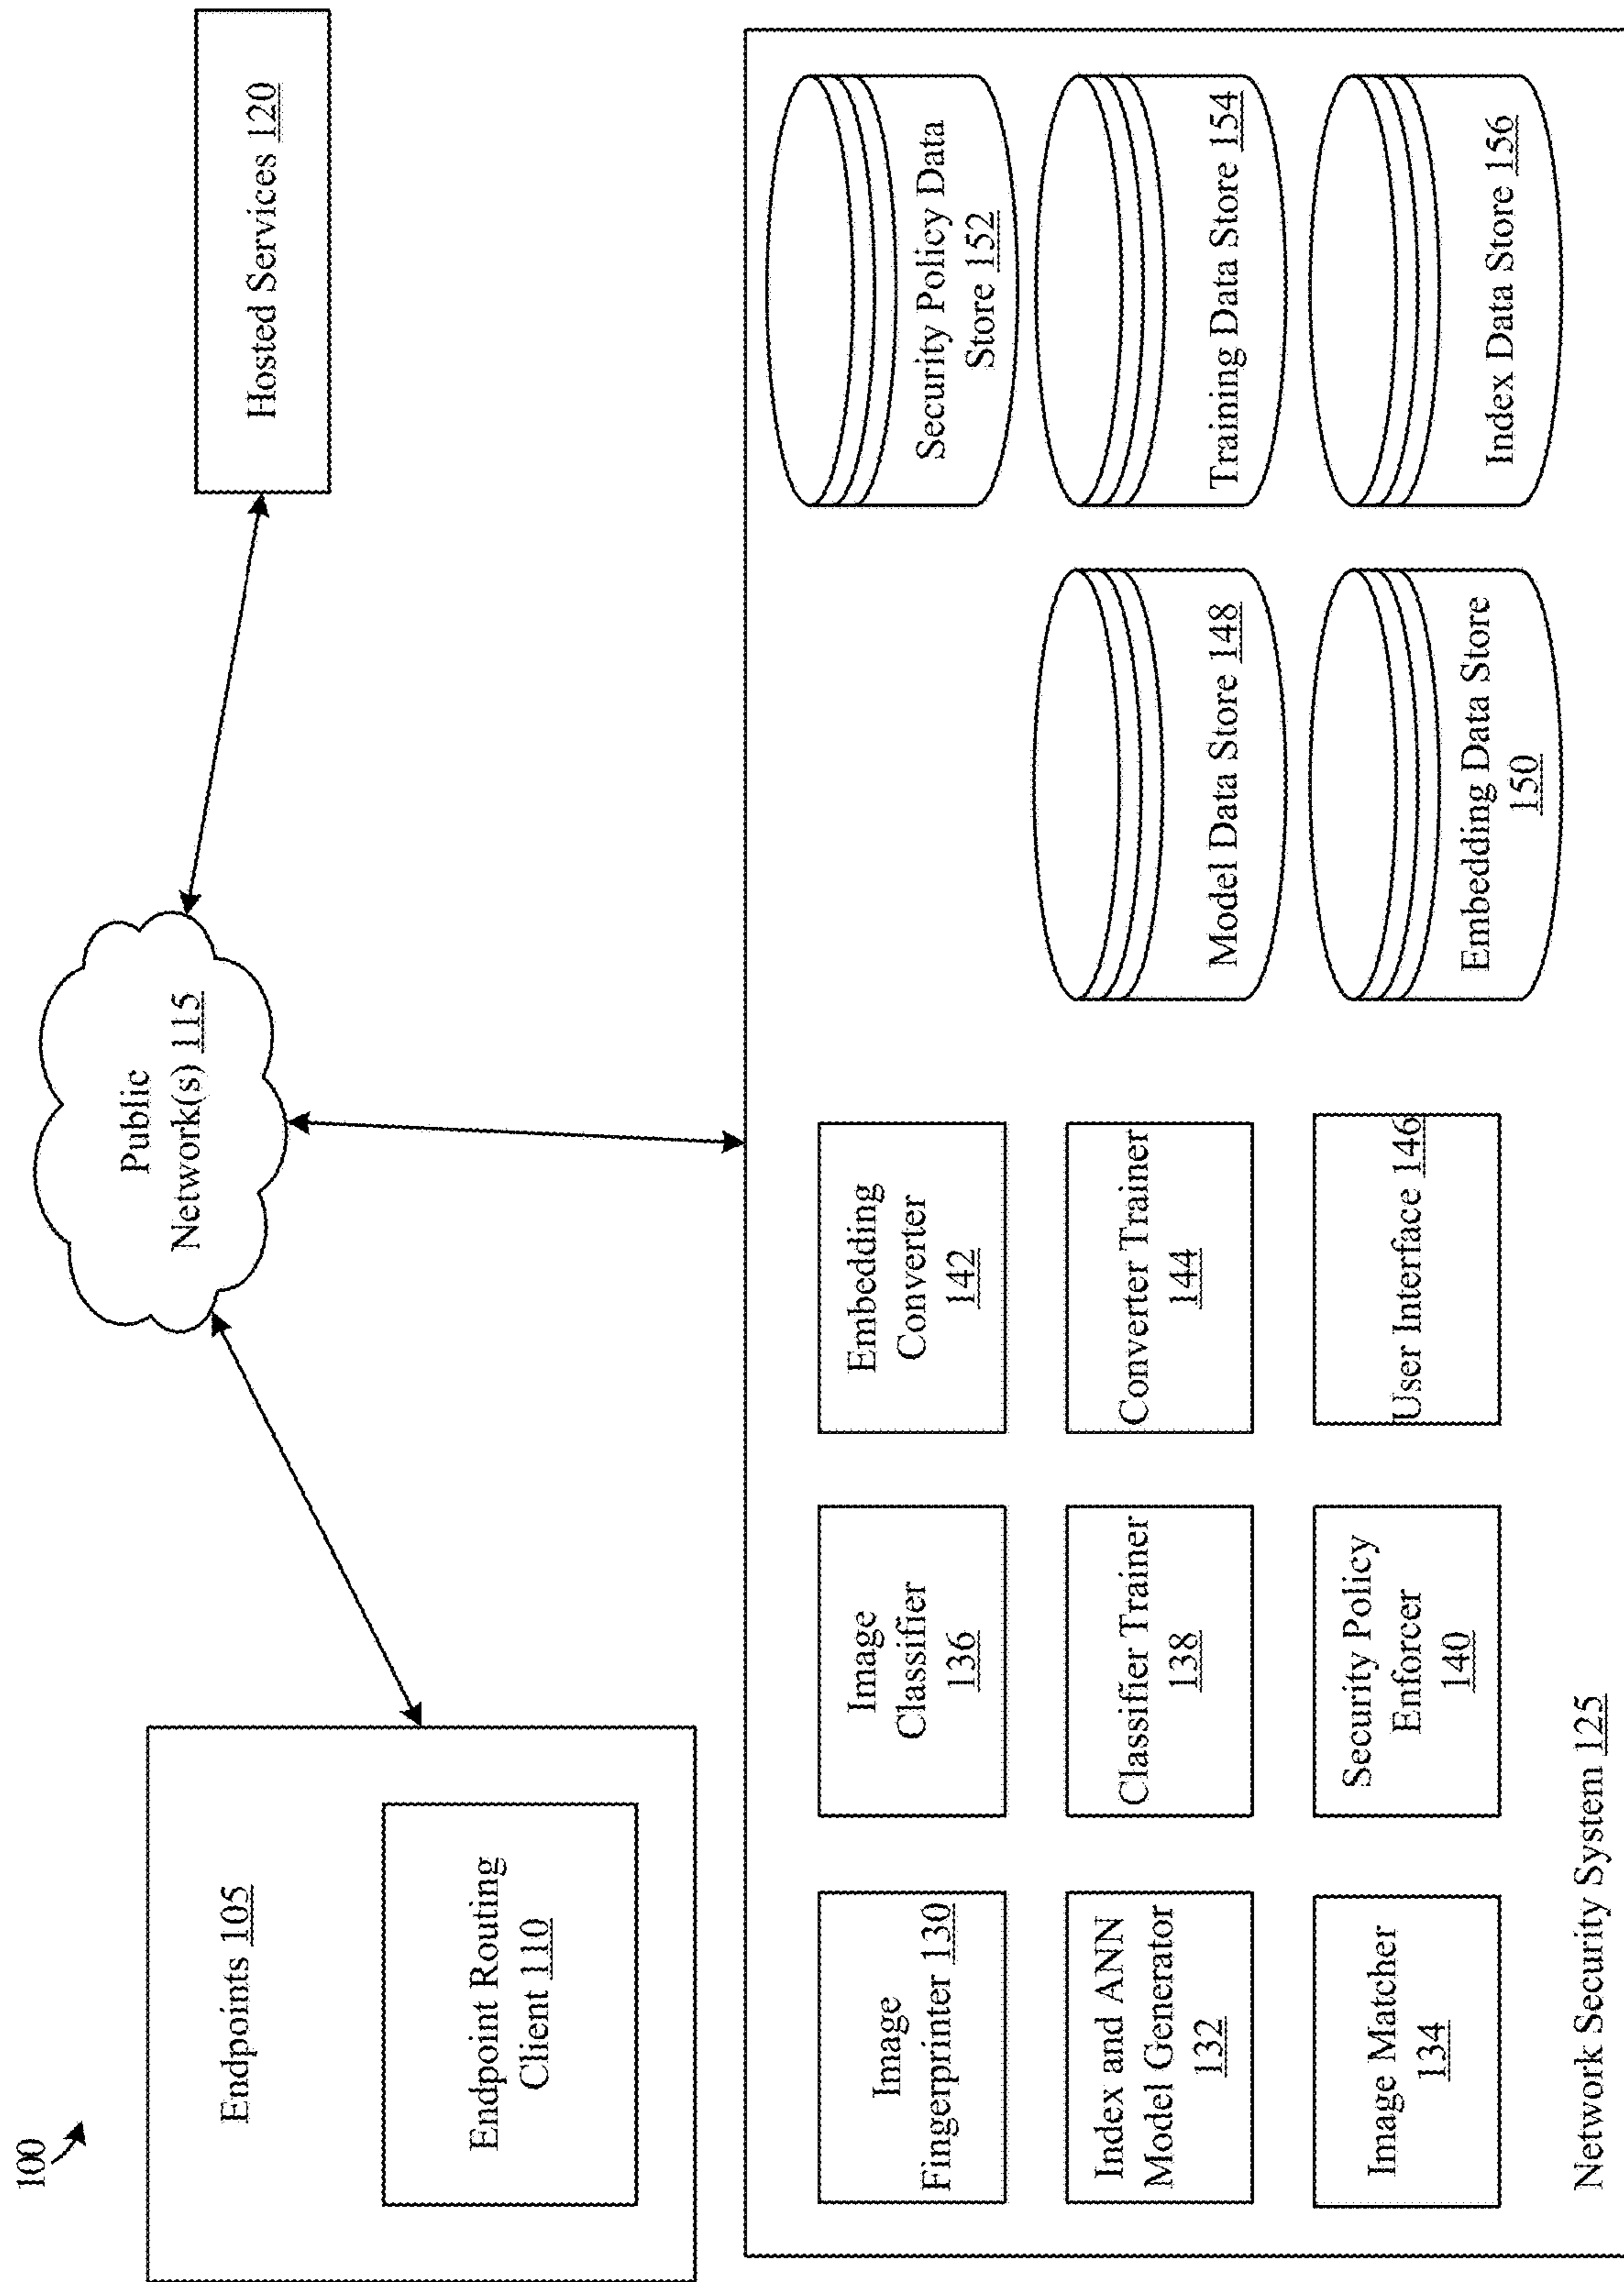 100
Endpoints 105
Endpoint Routing
Client 110
Public
Network(s) 115
Hosted Services 120
Image
Fingerprinter 130
Index and ANN
Model Generator
132
Image Matcher
134
Image
Classifier
136
Classifier Trainer
138
Security Policy
Enforcer
140
Embedding
Converter
142
Converter Trainer
144
User Interface 146
Model Data Store 148
Embedding Data Store
150
Security Policy Data
Store 152
Training Data Store 154
Index Data Store 156
Network Security System 125